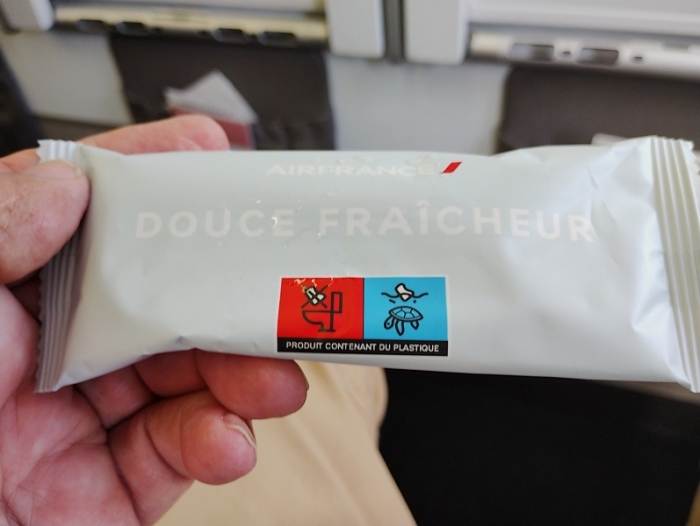 AIRFRANCE
DOUCE FRAÎCHEUR
PRODUIT CONTENANT DU PLASTIQUE